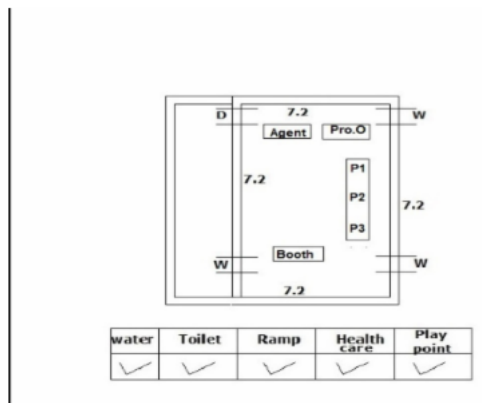 7.2
D W
Agent Pro.O
P1
7.2
P2
7.2
P3
Booth
W W
7.2
water Toilet Ramp Health care Play point